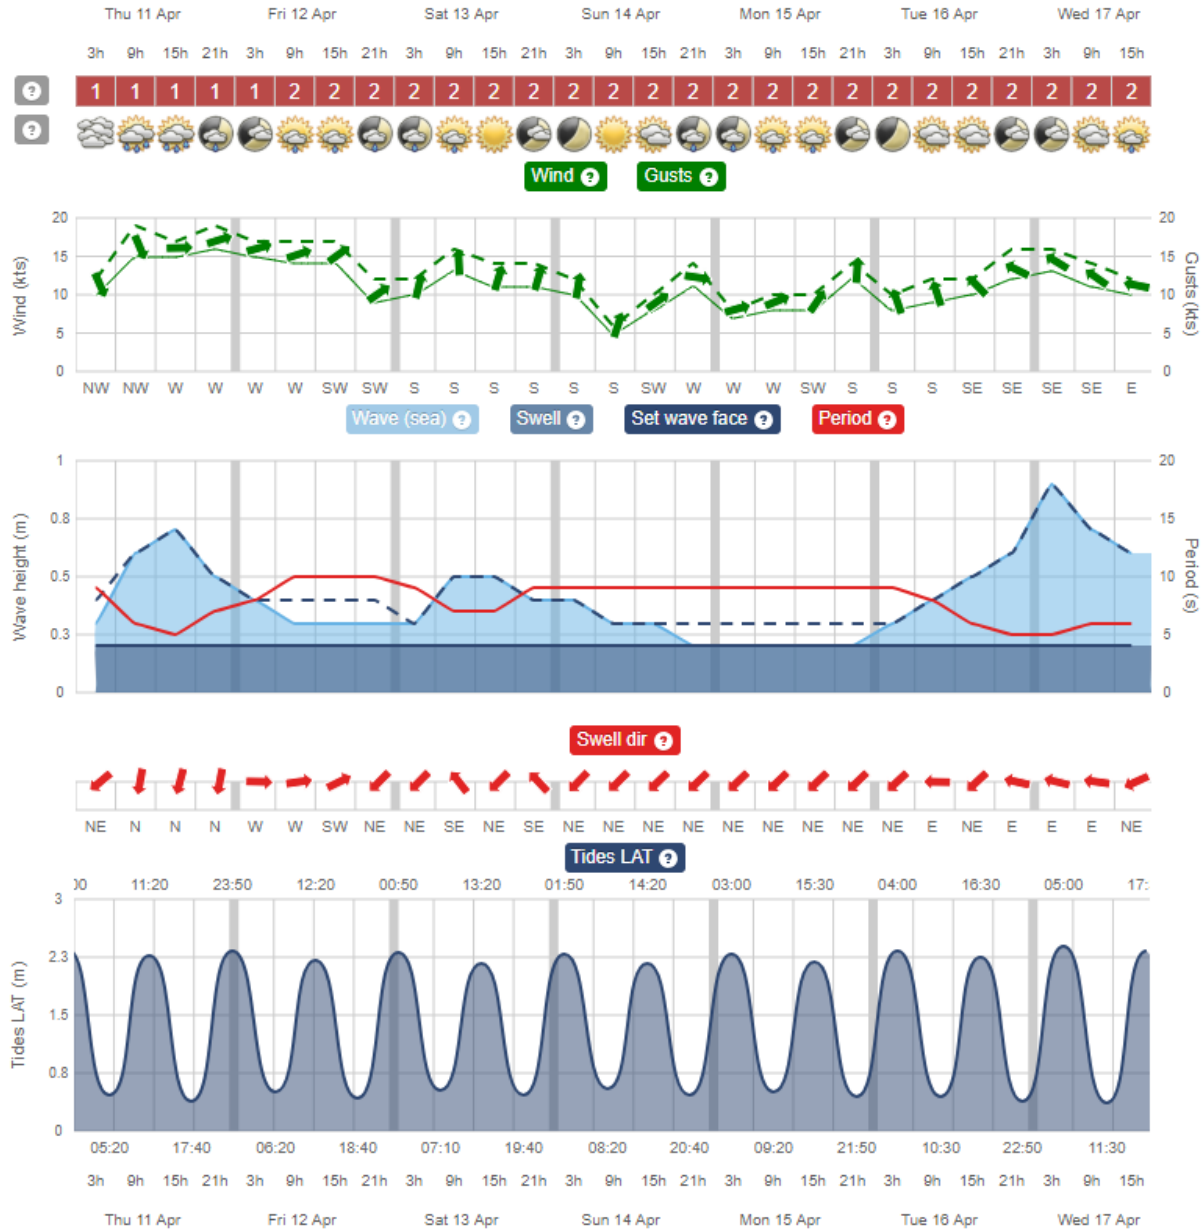 Thu 11 Apr Fri 12 Apr Sat 13 Apr Sun 14 Apr Mon 15 Apr Tue 16 Apr Wed 17 Apr
3h 9h 15h 21h 3h 9h 15h 21h 3h 9h 15h 21h 3h 9h 15h 21h 3h 9h 15h 21h 3h 9h 15h 21h 3h 9h 15h
? 1 1 1 1 1 2 2 2 2 2 2 2 2 2 2 2 2 2 2 2 2 2 2 2 2 2 2
?
Wind ? Gusts ?
20 20
15 15
10 10
5 5
0 0
Wind (kts)
Gusts (kts)
NW NW W W W W SW SW S S S S S S SW W W W SW S S S SE SE SE SE E
Wave (sea) ? Swell ? Set wave face ? Period ?
1 20
0.8 15
0.5 10
0.3 5
0 0
Wave height (m)
Period (s)
Swell dir ?
NE N N N W W SW NE NE SE NE SE NE NE NE NE NE NE NE NE NE E NE E E E NE
Tides LAT ?
00 11:20 23:50 12:20 00:50 13:20 01:50 14:20 03:00 15:30 04:00 16:30 05:00 17:
3
2.3
1.5
0.8
0
Tides LAT (m)
05:20 17:40 06:20 18:40 07:10 19:40 08:20 20:40 09:20 21:50 10:30 22:50 11:30
3h 9h 15h 21h 3h 9h 15h 21h 3h 9h 15h 21h 3h 9h 15h 21h 3h 9h 15h 21h 3h 9h 15h 21h 3h 9h 15h
Thu 11 Apr Fri 12 Apr Sat 13 Apr Sun 14 Apr Mon 15 Apr Tue 16 Apr Wed 17 Apr